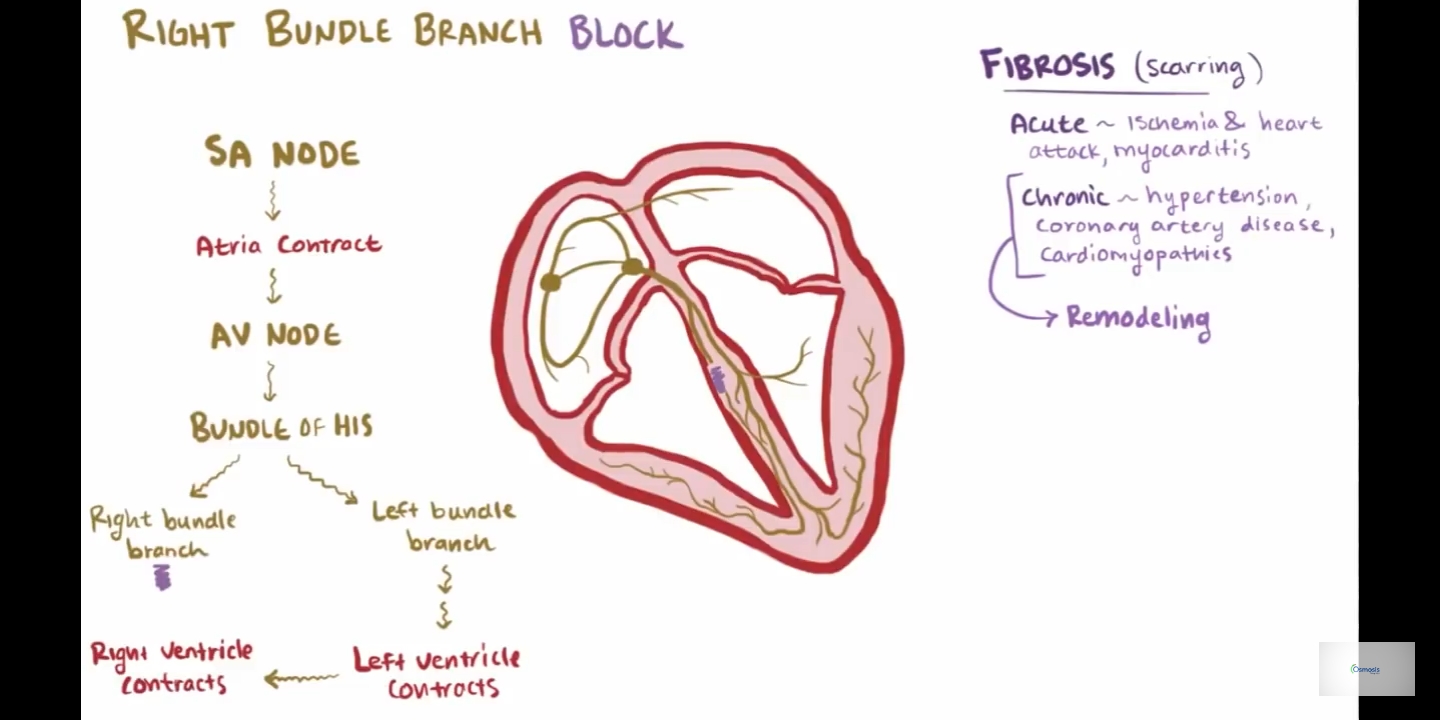 RIGHT BUNDLE BRANCH BLOCK
SA NODE
Atria Contract
AV NODE
BUNDLE OF HIS
Right bundle
branch
Left bundle
branch
Right ventricle
contracts
Left ventricle
contracts
FIBROSIS (scarring)
Acute ~ Ischemia & heart
attack, myocarditis
Chronic ~ hypertension,
coronary artery disease,
cardiomyopathies
Remodeling
Osmosis